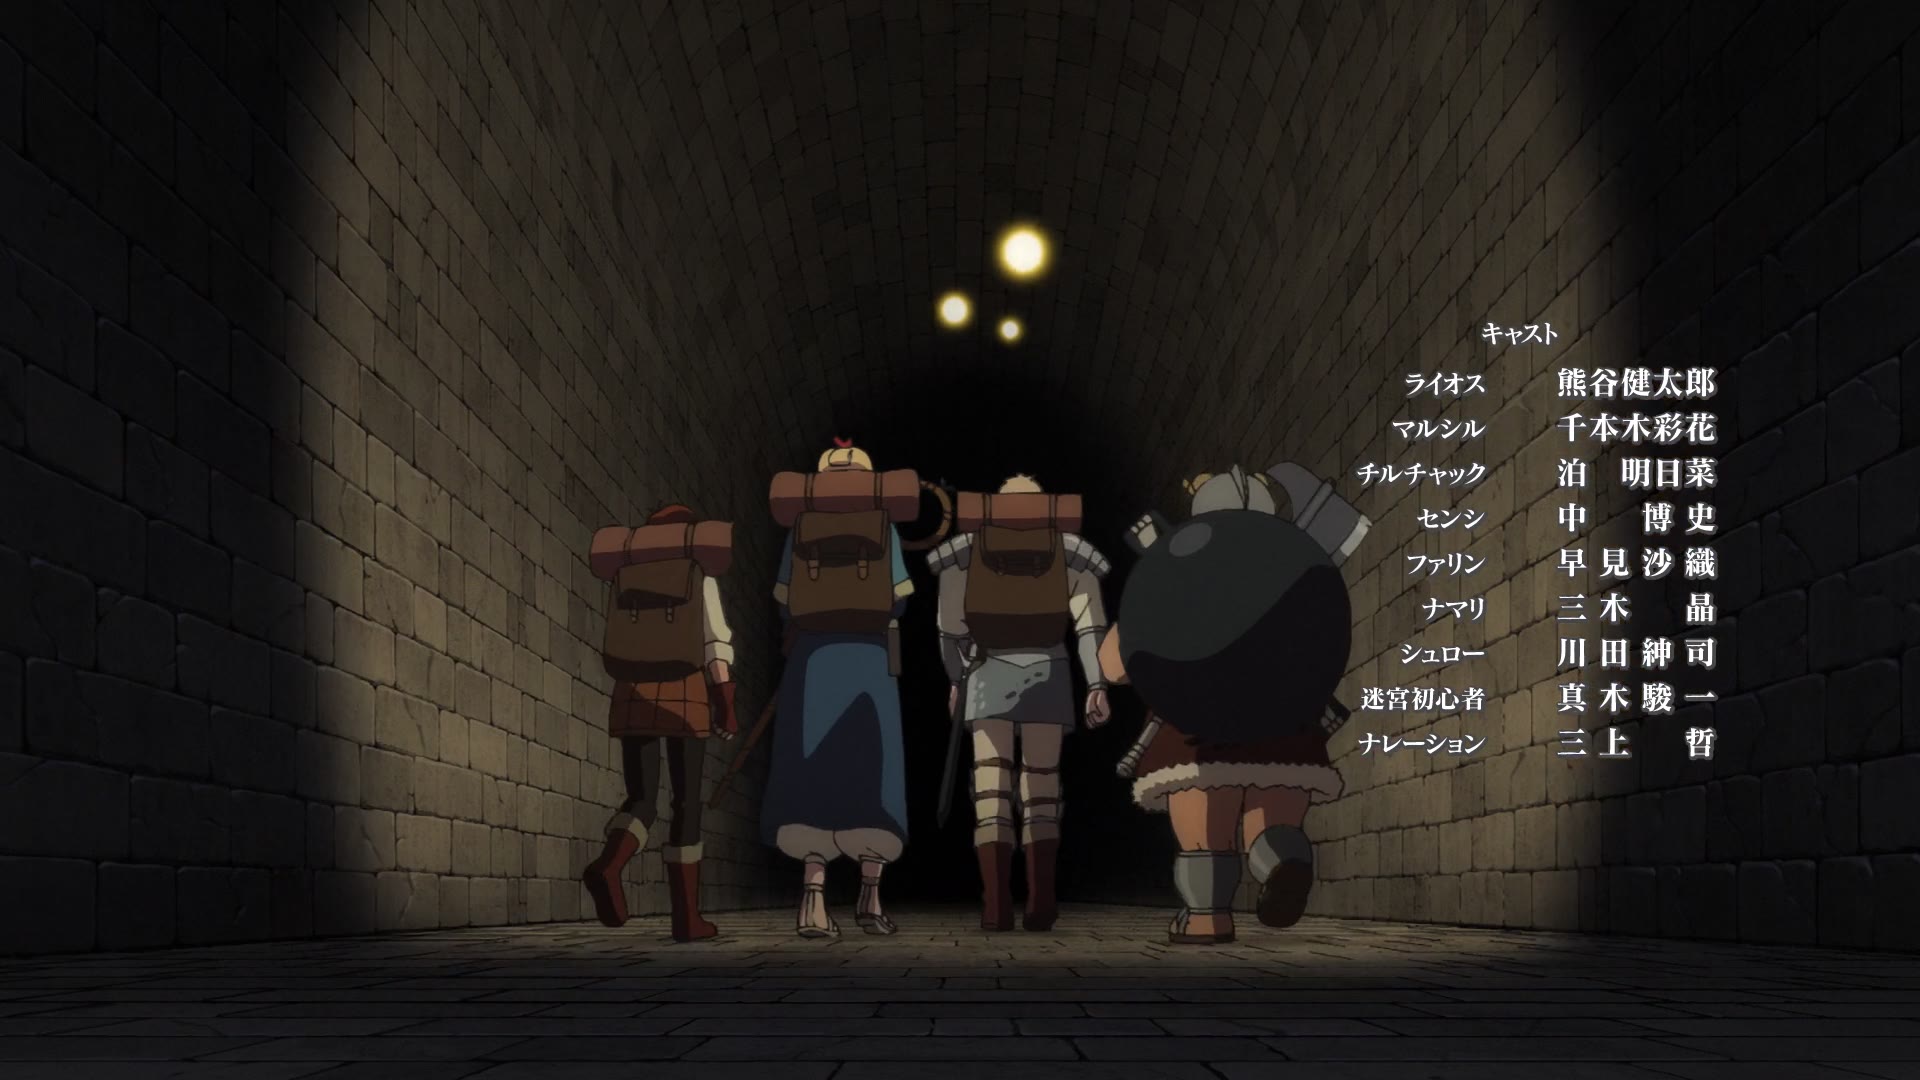 キャスト
ライオス 熊谷健太郎
マルシル 千本木彩花
チルチャック 泊 明日菜
センシ 中 博史
ファリン 早見沙織
ナマリ 三木 晶
シュロー 川田紳司
迷宮初心者 真木駿一
ナレーション 三上 哲